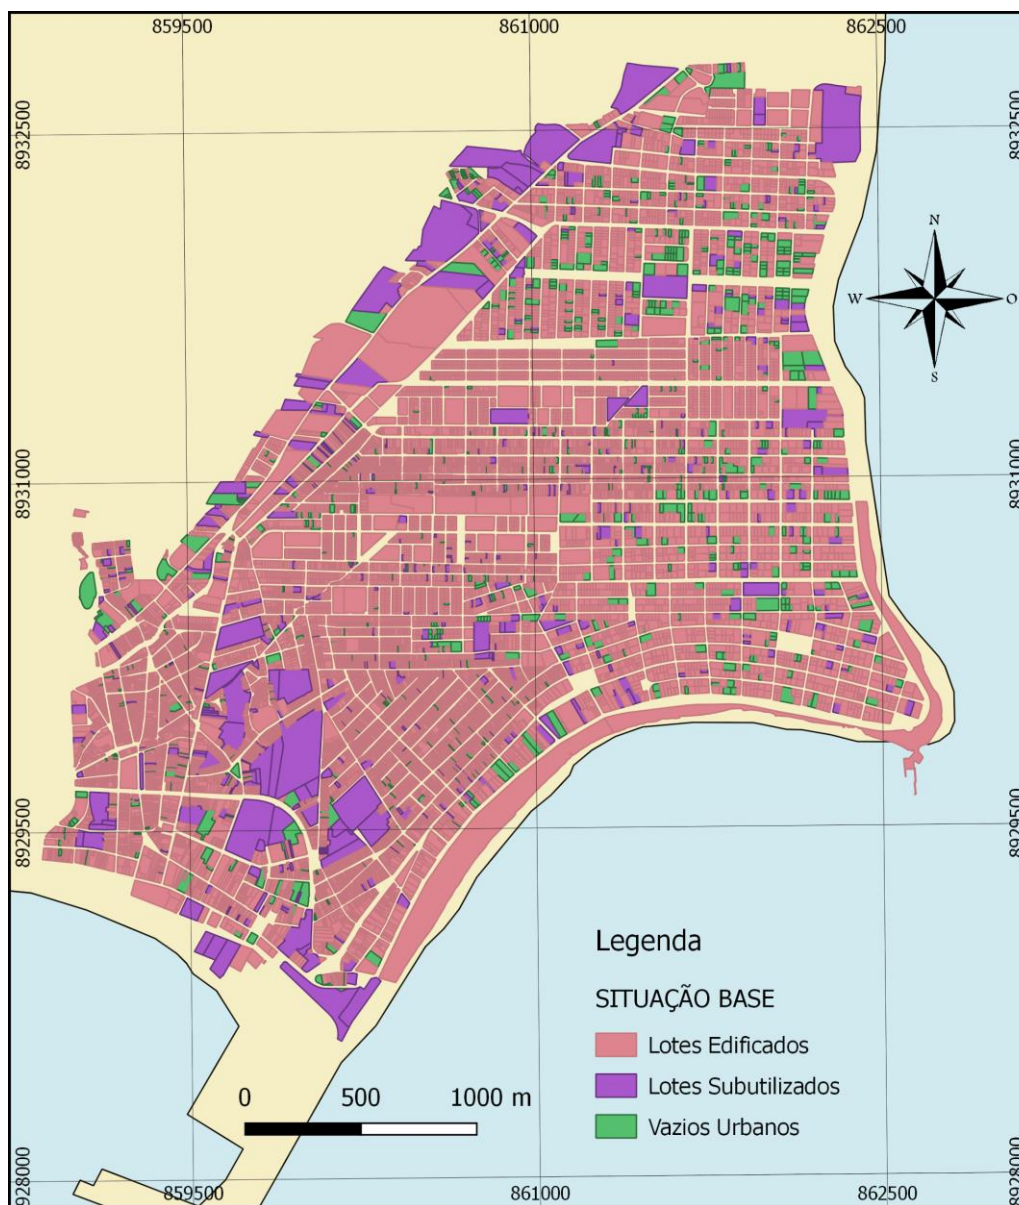 859500 861000 862500
8932500 8932500
N
W O
S
8931000 8931000
8929500 8929500
Legenda
SITUAÇÃO BASE
Lotes Edificados
Lotes Subutilizados
Vazios Urbanos
0 500 1000 m
8928000 8928000
859500 861000 862500